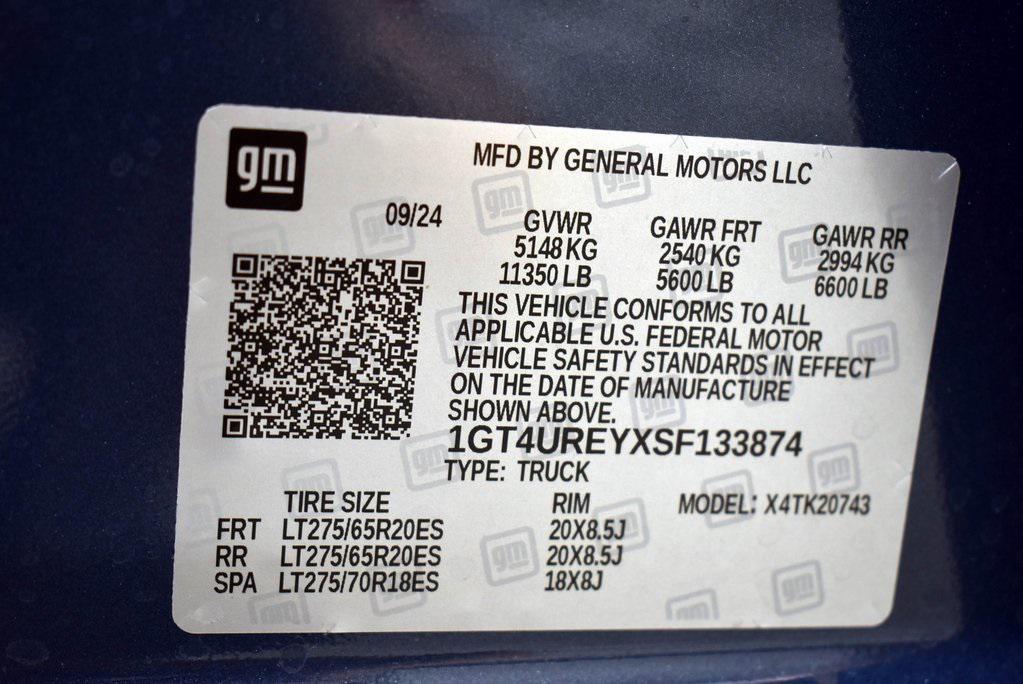 gm
MFD BY GENERAL MOTORS LLC
09/24
GVWR GAWR FRT GAWR RR
5148 KG 2540 KG 2994 KG
11350 LB 5600 LB 6600 LB
THIS VEHICLE CONFORMS TO ALL
APPLICABLE U.S. FEDERAL MOTOR
VEHICLE SAFETY STANDARDS IN EFFECT
ON THE DATE OF MANUFACTURE
SHOWN ABOVE.
1GT4UREYXSF133874
TYPE: TRUCK
TIRE SIZE RIM MODEL: X4TK20743
FRT LT275/65R20ES 20X8.5J
RR LT275/65R20ES 20X8.5J
SPA LT275/70R18ES 18X8J